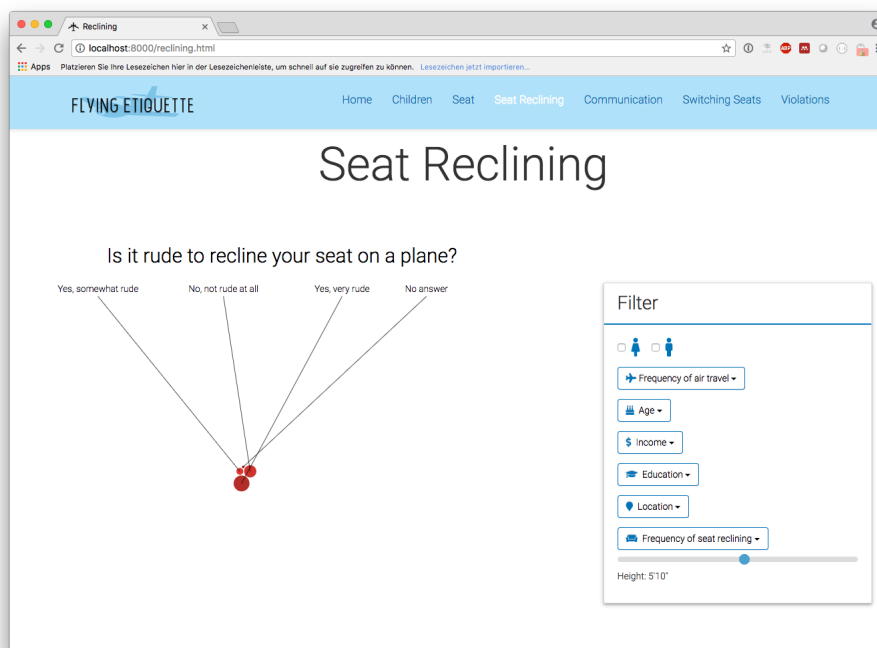 Reclining
localhost:8000/reclining.html
Apps Platzieren Sie Ihre Lesezeichen hier in der Lesezeichenleiste, um schnell auf sie zugreifen zu können. Lesezeichen jetzt importieren...
FLYING ETIQUETTE
Home Children Seat Seat Reclining Communication Switching Seats Violations
Seat Reclining
Is it rude to recline your seat on a plane?
Yes, somewhat rude No, not rude at all Yes, very rude No answer
Filter
Frequency of air travel
Age
$ Income
Education
Location
Frequency of seat reclining
Height: 5'10"